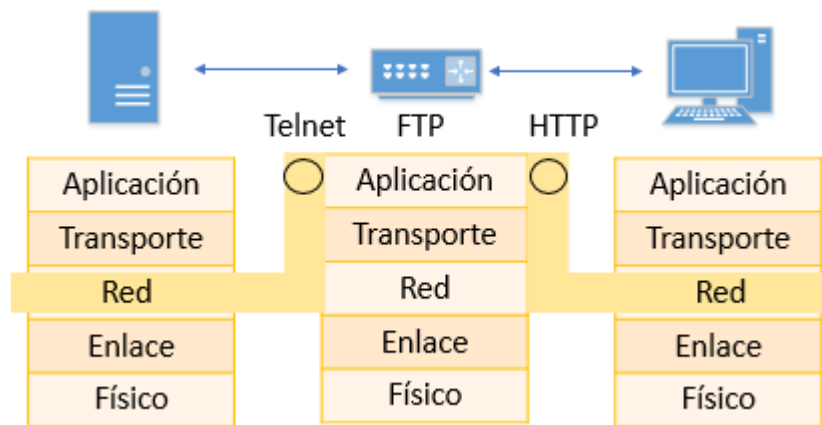 Telnet FTP HTTP
Aplicación Aplicación Aplicación
Transporte Transporte Transporte
Red Red Red
Enlace Enlace Enlace
Físico Físico Físico